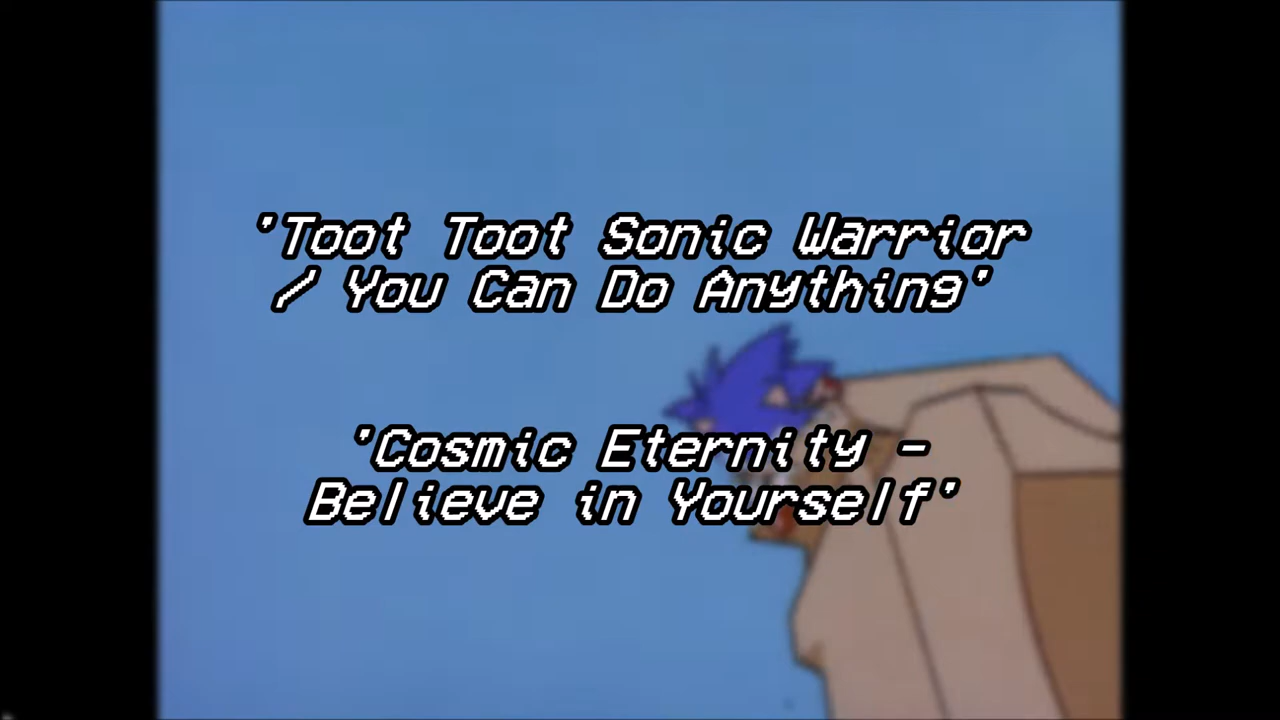 'Toot Toot Sonic Warrior
/ You Can Do Anything'
'Cosmic Eternity -
Believe in Yourself'